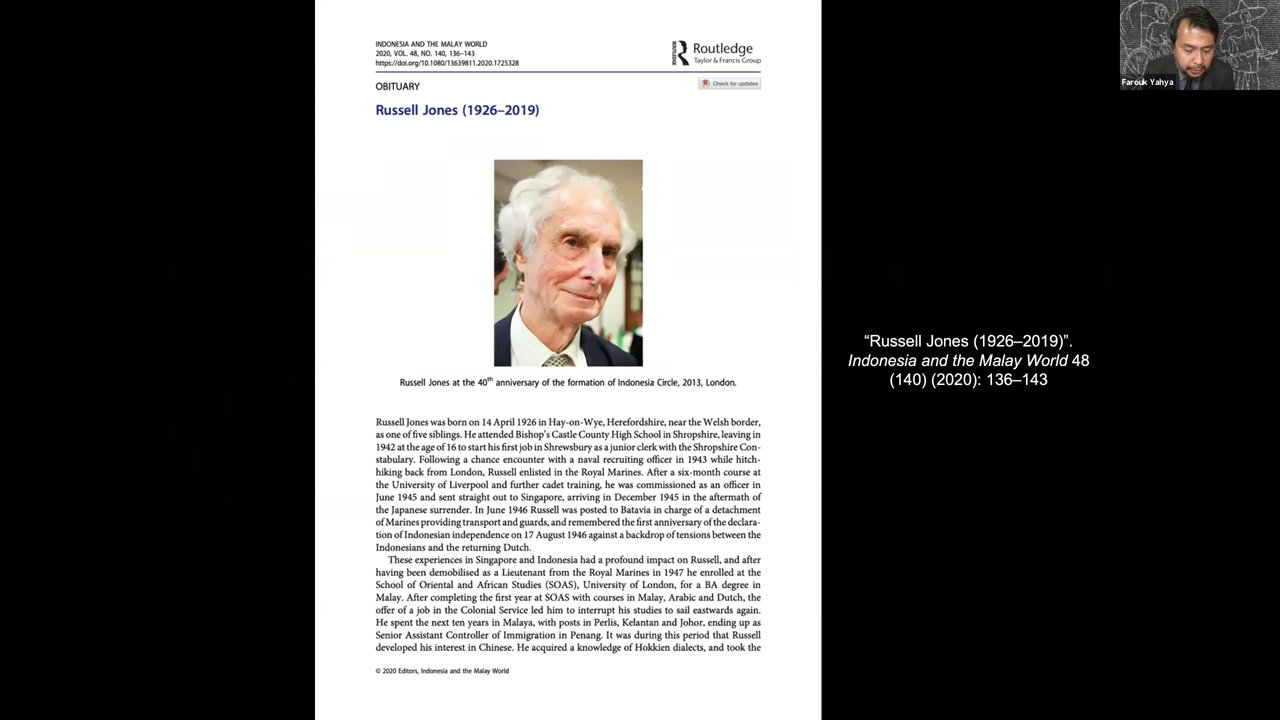 INDONESIA AND THE MALAY WORLD
2020, VOL. 48, NO. 140, 136–143
https://doi.org/10.1080/13639811.2020.1725328
Routledge
Taylor & Francis Group
ROUTLEDGE
Check for updates
OBITUARY
Russell Jones (1926–2019)
Russell Jones at the 40th anniversary of the formation of Indonesia Circle, 2013, London.
Russell Jones was born on 14 April 1926 in Hay-on-Wye, Herefordshire, near the Welsh border,
as one of five siblings. He attended Bishop's Castle County High School in Shropshire, leaving in
1942 at the age of 16 to start his first job in Shrewsbury as a junior clerk with the Shropshire Con-
stabulary. Following a chance encounter with a naval recruiting officer in 1943 while hitch-
hiking back from London, Russell enlisted in the Royal Marines. After a six-month course at
the University of Liverpool and further cadet training, he was commissioned as an officer in
June 1945 and sent straight out to Singapore, arriving in December 1945 in the aftermath of
the Japanese surrender. In June 1946 Russell was posted to Batavia in charge of a detachment
of Marines providing transport and guards, and remembered the first anniversary of the declara-
tion of Indonesian independence on 17 August 1946 against a backdrop of tensions between the
Indonesians and the returning Dutch.
These experiences in Singapore and Indonesia had a profound impact on Russell, and after
having been demobilised as a Lieutenant from the Royal Marines in 1947 he enrolled at the
School of Oriental and African Studies (SOAS), University of London, for a BA degree in
Malay. After completing the first year at SOAS with courses in Malay, Arabic and Dutch, the
offer of a job in the Colonial Service led him to interrupt his studies to sail eastwards again.
He spent the next ten years in Malaya, with posts in Perlis, Kelantan and Johor, ending up as
Senior Assistant Controller of Immigration in Penang. It was during this period that Russell
developed his interest in Chinese. He acquired a knowledge of Hokkien dialects, and took the
© 2020 Editors, Indonesia and the Malay World
“Russell Jones (1926–2019)”.
Indonesia and the Malay World 48
(140) (2020): 136–143
Farouk Yahya